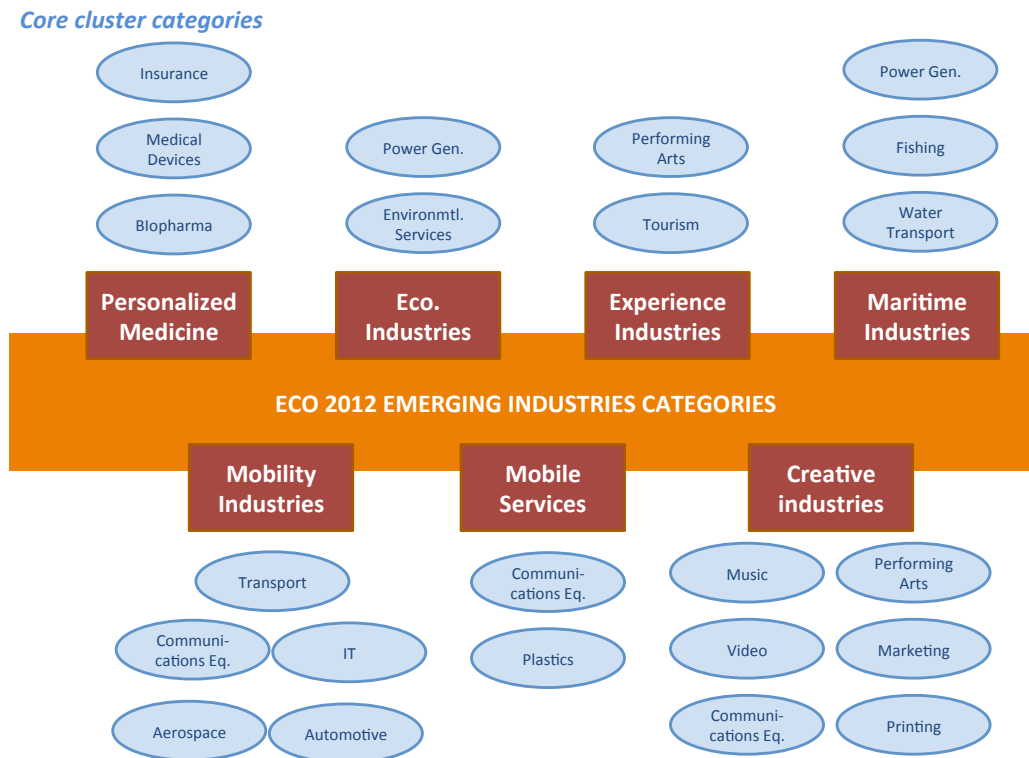 Core cluster categories
Insurance
Medical
Devices
BIopharma
Power Gen.
Environmtl.
Services
Performing
Arts
Tourism
Power Gen.
Fishing
Water
Transport
Personalized
Medicine
Eco.
Industries
Experience
Industries
Maritime
Industries
ECO 2012 EMERGING INDUSTRIES CATEGORIES
Mobility
Industries
Mobile
Services
Creative
industries
Transport
Communi-
cations Eq.
IT
Aerospace
Automotive
Communi-
cations Eq.
Plastics
Music
Performing
Arts
Video
Marketing
Communi-
cations Eq.
Printing